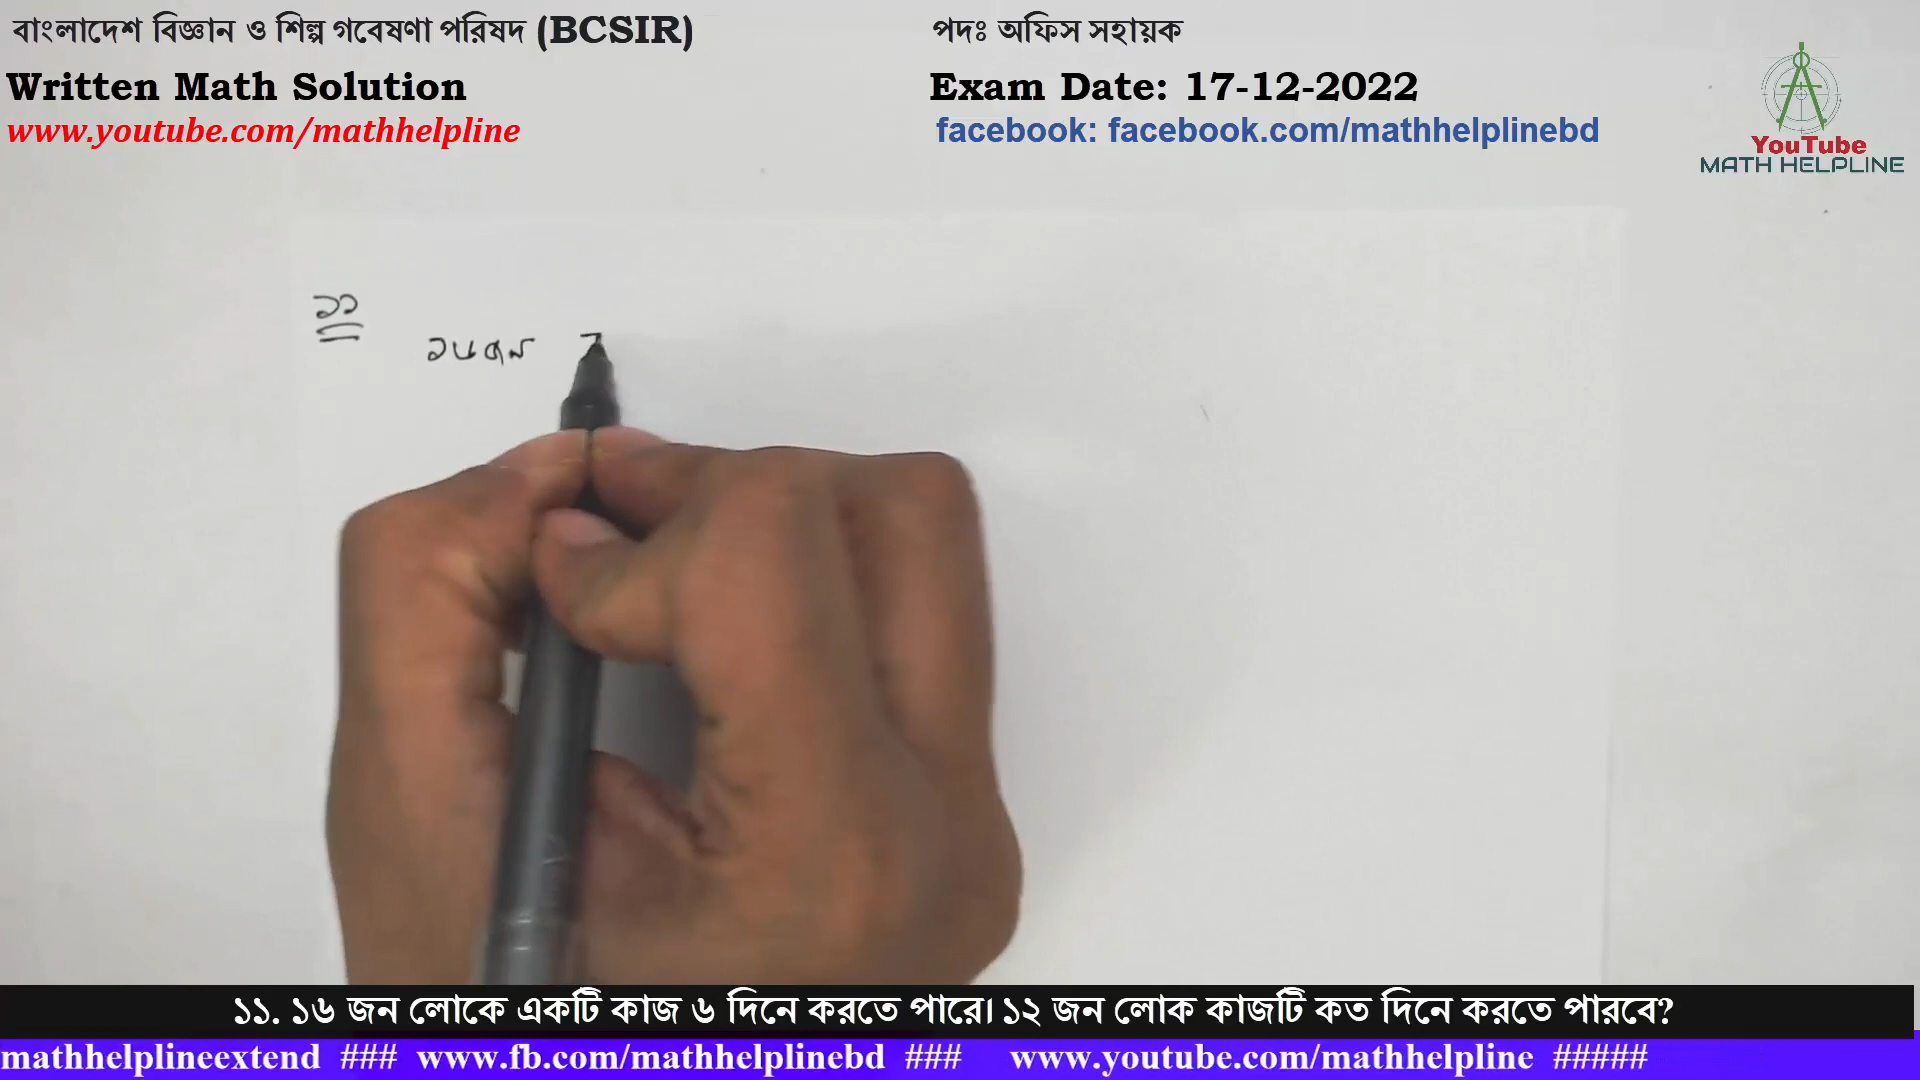 বাংলাদেশ বিজ্ঞান ও শিল্প গবেষণা পরিষদ (BCSIR)
পদঃ অফিস সহায়ক
Written Math Solution
Exam Date: 17-12-2022
www.youtube.com/mathhelpline
facebook: facebook.com/mathhelplinebd
YouTube
MATH HELPLINE
১১
১৬ জন
১১. ১৬ জন লোকে একটি কাজ ৬ দিনে করতে পারে। ১২ জন লোক কাজটি কত দিনে করতে পারবে?
mathhelplineextend ### www.fb.com/mathhelplinebd ### www.youtube.com/mathhelpline #####